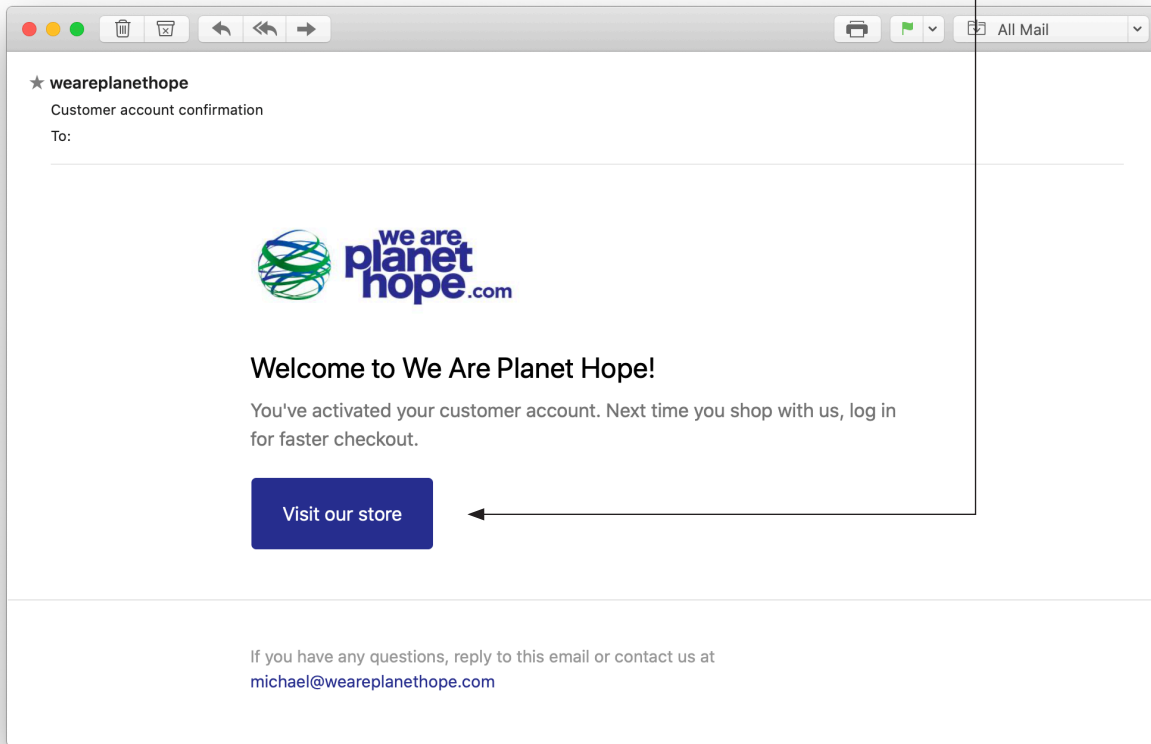 All Mail
weareplanethope
Customer account confirmation
To:
we are
planet
hope.com
Welcome to We Are Planet Hope!
You've activated your customer account. Next time you shop with us, log in
for faster checkout.
Visit our store
If you have any questions, reply to this email or contact us at
michael@weareplanethope.com